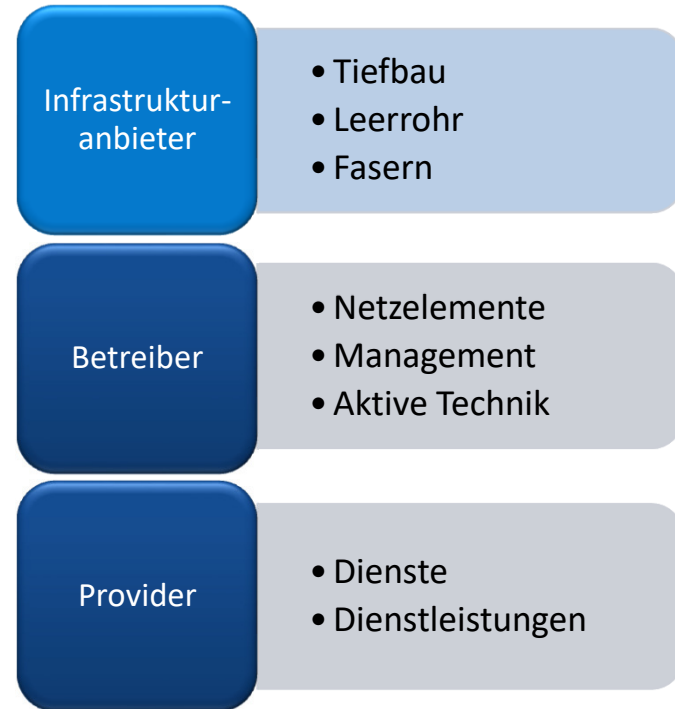 Infrastruktur-
anbieter
• Tiefbau
• Leerrohr
• Fasern
Betreiber
• Netzelemente
• Management
• Aktive Technik
Provider
• Dienste
• Dienstleistungen